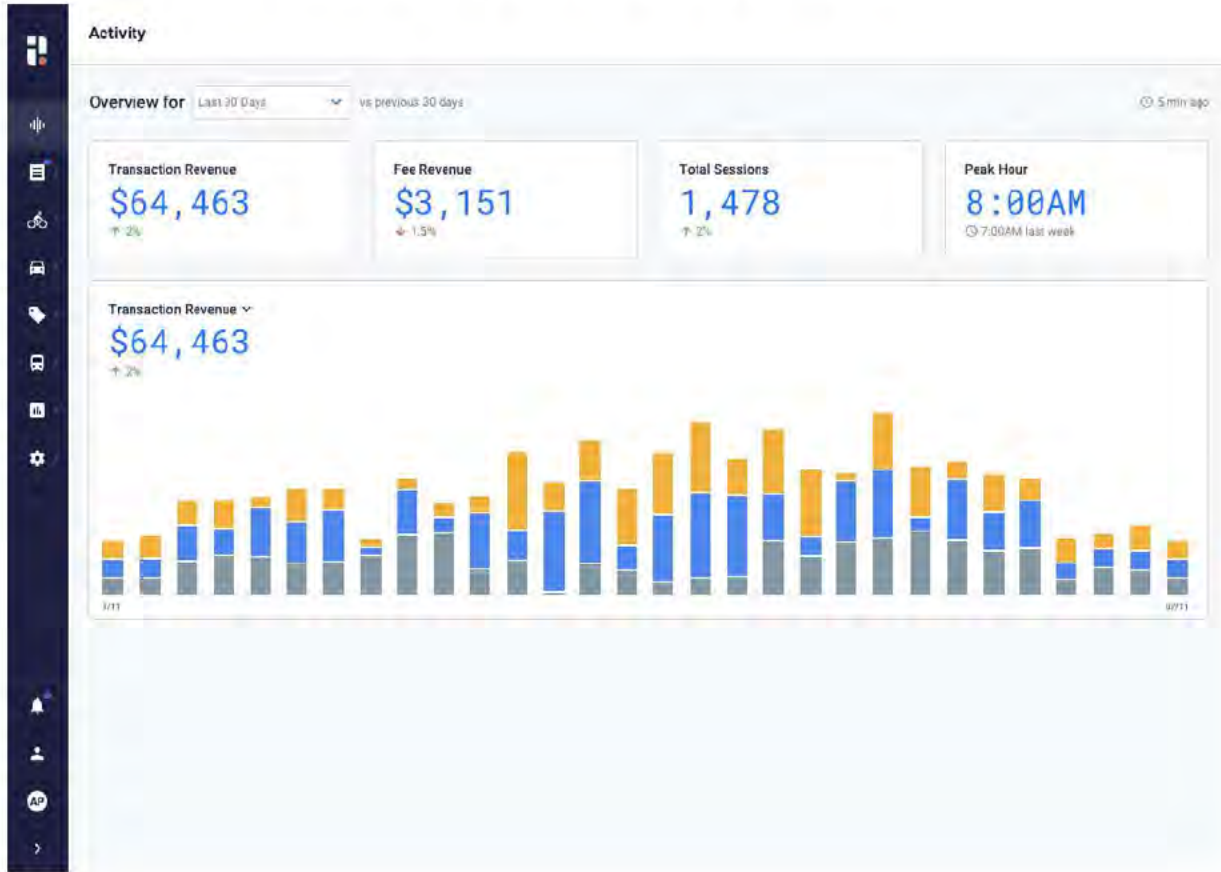 Activity
Overview for Last 30 Days vs previous 30 days 5 min ago
Transaction Revenue
$64,463
2%
Fee Revenue
$3,151
1.5%
Total Sessions
1,478
2%
Peak Hour
8:00AM
7:00AM last week
Transaction Revenue
$64,463
2%
AP